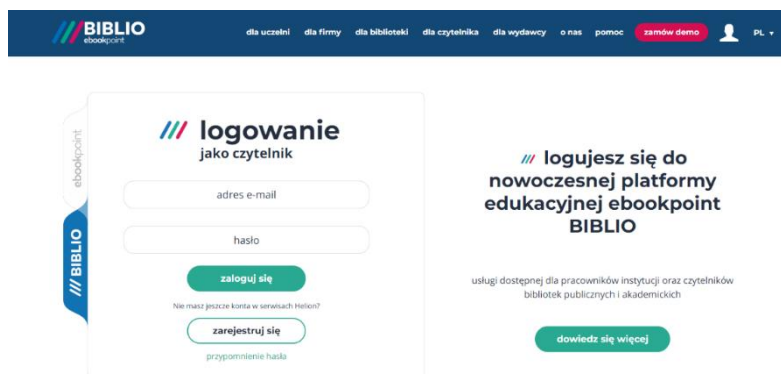 BIBLIO
ebookpoint
dla uczelni dla firmy dla biblioteki dla czytelnika dla wydawcy o nas pomoc zamów demo PL
ebookpoint
BIBLIO
logowanie
jako czytelnik
adres e-mail
hasło
zaloguj się
Nie masz jeszcze konta w serwisach Helion?
zarejestruj się
przypomnienie hasła
logujesz się do
nowoczesnej platformy
edukacyjnej ebookpoint
BIBLIO
usługi dostępnej dla pracowników instytucji oraz czytelników
bibliotek publicznych i akademickich
dowiedz się więcej